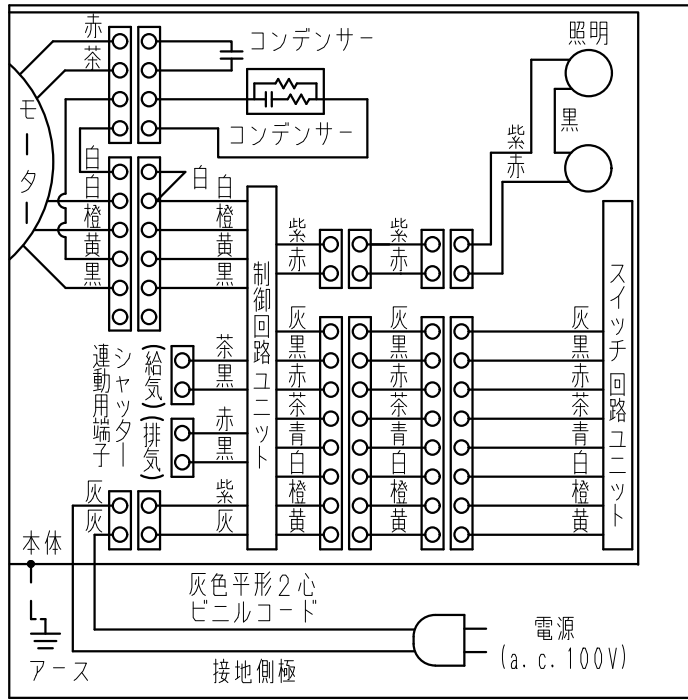 赤
茶
コンデンサー
コンデンサー
照明
黒
紫
赤
モーター
白
白
橙
黄
黒
白
白
橙
黄
黒
紫
赤
紫
赤
制御回路ユニット
スイッチ回路ユニット
シャッター
連動用端子
(給気)
茶
黒
(排気)
赤
黒
灰
黒
赤
茶
青
白
橙
黄
灰
黒
赤
茶
青
白
橙
黄
灰
黒
赤
茶
青
白
橙
黄
灰
灰
紫
灰
本体
アース
灰色平形2心
ビニルコード
接地側極
電源
(a.c.100V)